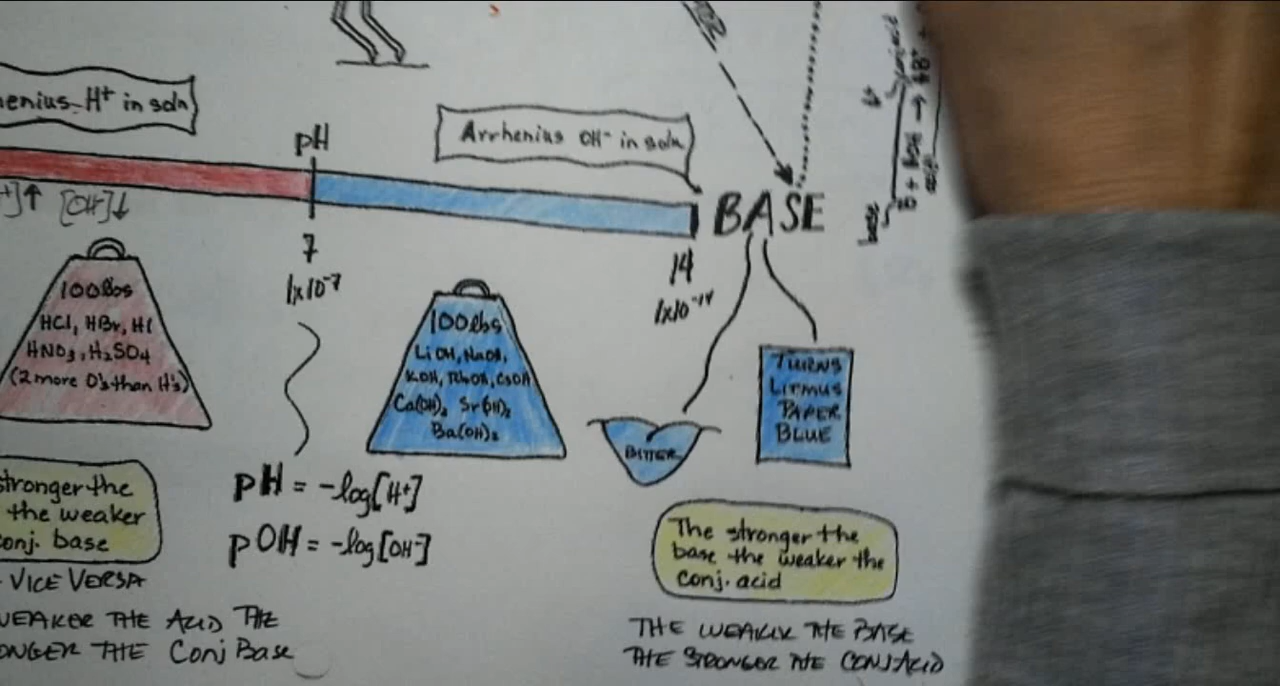 henius H⁺ in soln
Arrhenius OH⁻ in soln
pH
+]↑ [OH⁻]↓
BASE
7
1x10⁻⁷
14
1x10⁻¹⁴
100lbs
HCl, HBr, HI
HNO₃, H₂SO₄
(2 more O's than H's)
100lbs
LiOH, NaOH,
KOH, RbOH, CsOH
Ca(OH)₂ Sr(OH)₂
Ba(OH)₂
BITTER
TURNS
LITMUS
PAPER
BLUE
stronger the
the weaker
conj. base
VICE VERSA
WEAKER THE ACID THE
ONGER THE Conj Base
pH = -log[H⁺]
pOH = -log[OH⁻]
The stronger the
base the weaker the
conj. acid
THE WEAKER THE BASE
THE STRONGER THE CONJ ACID